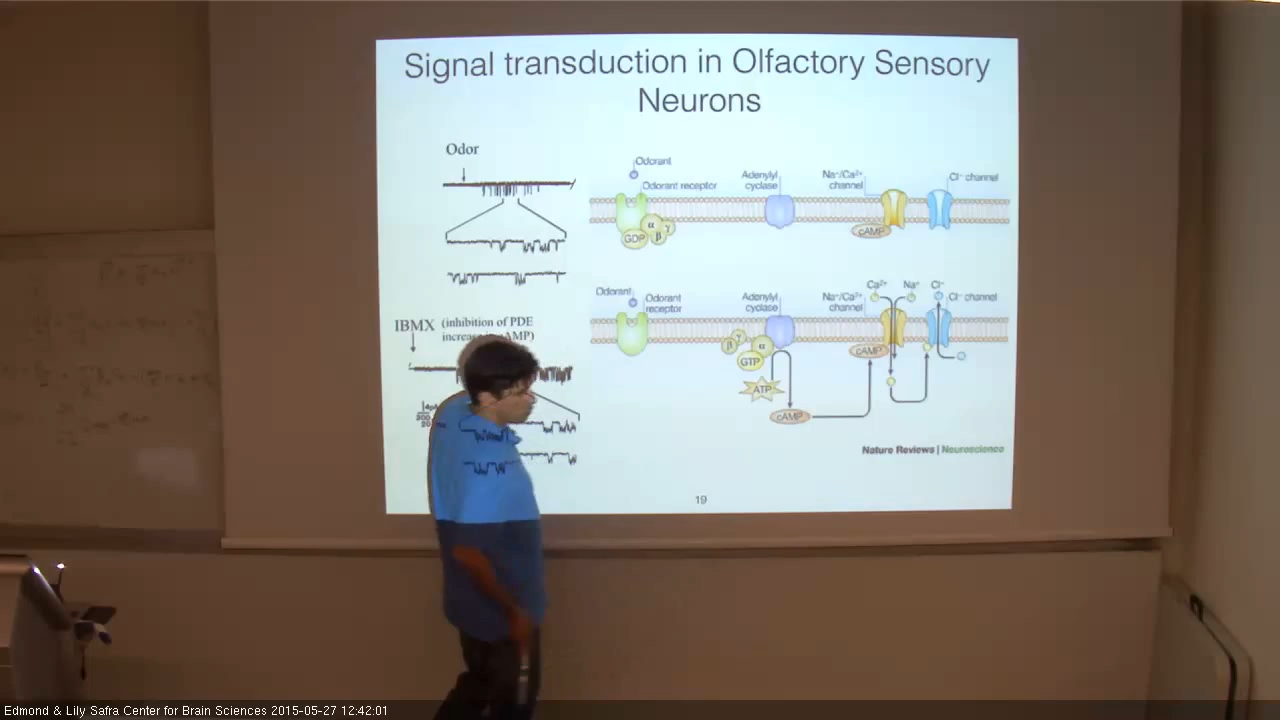 Signal transduction in Olfactory Sensory
Neurons
Odor
IBMX (inhibition of PDE
Odorant
Odorant receptor
α
β
γ
GDP
Adenylyl
cyclase
Na⁺/Ca²⁺
channel
cAMP
Cl⁻ channel
Odorant
Odorant
receptor
Adenylyl
cyclase
β
γ
α
GTP
ATP
cAMP
Na⁺/Ca²⁺
channel
cAMP
Ca²⁺
Na⁺
Cl⁻
Cl⁻ channel
Nature Reviews | Neuroscience
19
Edmond & Lily Safra Center for Brain Sciences 2015-05-27 12:42:01